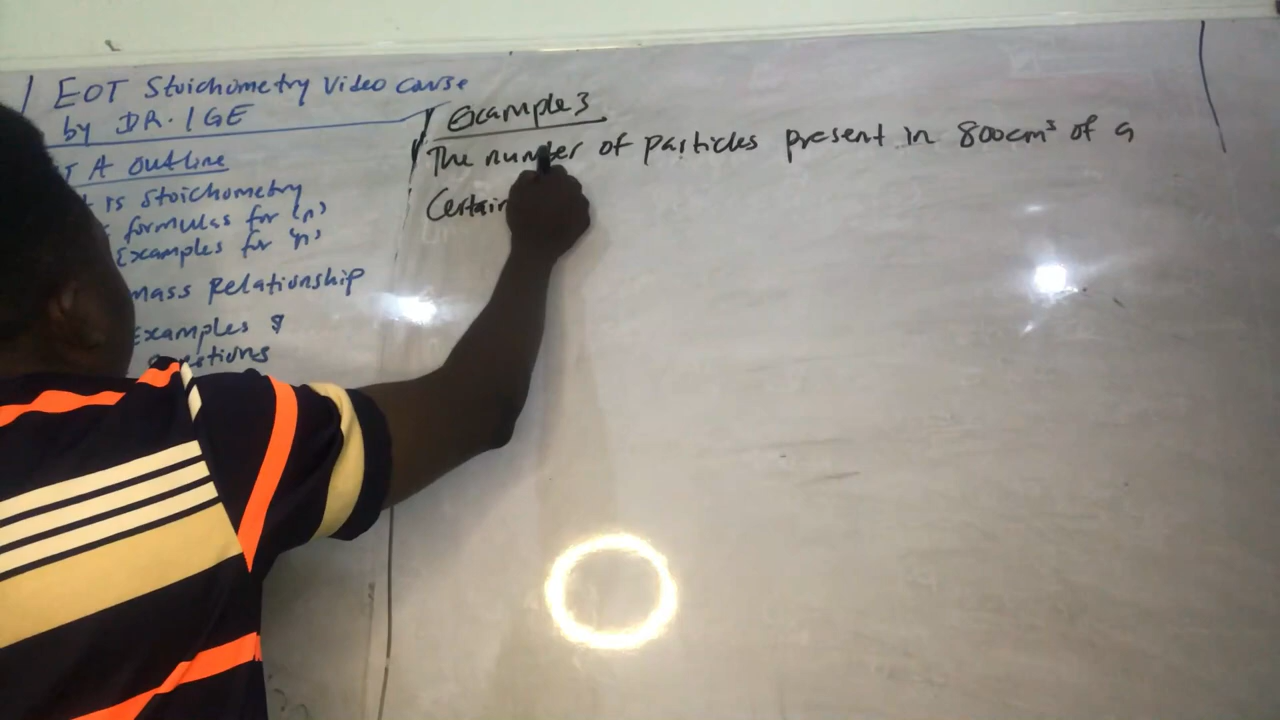 EOT Stoichometry Video Course
by DR. IGE
T A outline
is Stoichometry
formulas for 'n'
Examples for 'n'
mass Relationship
Examples &
Example 3
The number of particles present in 800cm³ of a
Certain